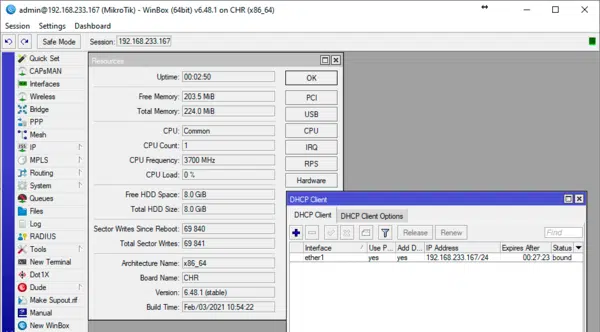 admin@192.168.233.167 (MikroTik) - WinBox (64bit) v6.48.1 on CHR (x86_64)
Session Settings Dashboard
Safe Mode Session: 192.168.233.167
Quick Set
CAPsMAN
Interfaces
Wireless
Bridge
PPP
Mesh
IP
MPLS
Routing
System
Queues
Files
Log
RADIUS
Tools
New Terminal
Dot1X
Dude
Make Supout.rif
Manual
New WinBox
Resources
Uptime: 00:02:50
Free Memory: 203.5 MiB
Total Memory: 224.0 MiB
CPU: Common
CPU Count: 1
CPU Frequency: 3700 MHz
CPU Load: 0 %
Free HDD Space: 8.0 GiB
Total HDD Size: 8.0 GiB
Sector Writes Since Reboot: 69 840
Total Sector Writes: 69 841
Architecture Name: x86_64
Board Name: CHR
Version: 6.48.1 (stable)
Build Time: Feb/03/2021 10:54:22
OK
PCI
USB
CPU
IRQ
RPS
Hardware
DHCP Client
DHCP Client DHCP Client Options
Release Renew Find
Interface Use P... Add D... IP Address Expires After Status
ether1 yes yes 192.168.233.167/24 00:27:23 bound